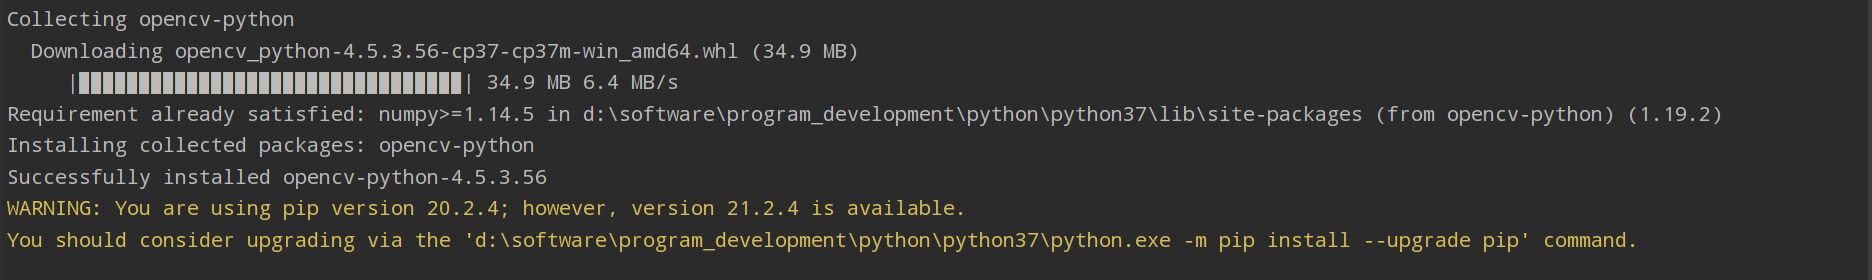 Collecting opencv-python
Downloading opencv_python-4.5.3.56-cp37-cp37m-win_amd64.whl (34.9 MB)
|████████████████████████████████| 34.9 MB 6.4 MB/s
Requirement already satisfied: numpy>=1.14.5 in d:\software\program_development\python\python37\lib\site-packages (from opencv-python) (1.19.2)
Installing collected packages: opencv-python
Successfully installed opencv-python-4.5.3.56
WARNING: You are using pip version 20.2.4; however, version 21.2.4 is available.
You should consider upgrading via the 'd:\software\program_development\python\python37\python.exe -m pip install --upgrade pip' command.